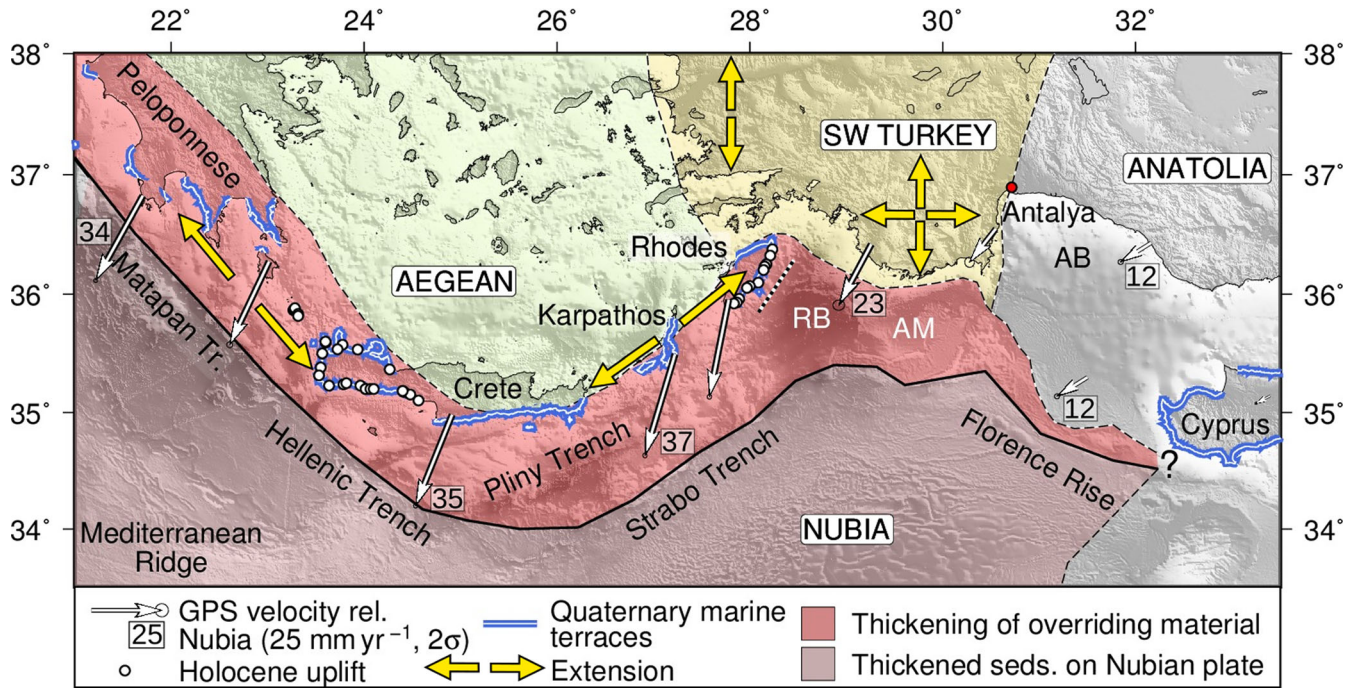 22 24 26 28 30 32
38° 38°
37° 37°
36° 36°
35° 35°
34° 34°
Peloponnese
SW TURKEY
ANATOLIA
Antalya
34
Rhodes
AB
12
Matapan Tr.
AEGEAN
Karpathos
23
RB
AM
Crete
12
Cyprus
Hellenic Trench
Pliny Trench
37
Strabo Trench
Florence Rise
?
35
Mediterranean
Ridge
NUBIA
GPS velocity rel.
25 Nubia (25 mm yr⁻¹, 2σ)
Holocene uplift
Quaternary marine
terraces
Extension
Thickening of overriding material
Thickened seds. on Nubian plate